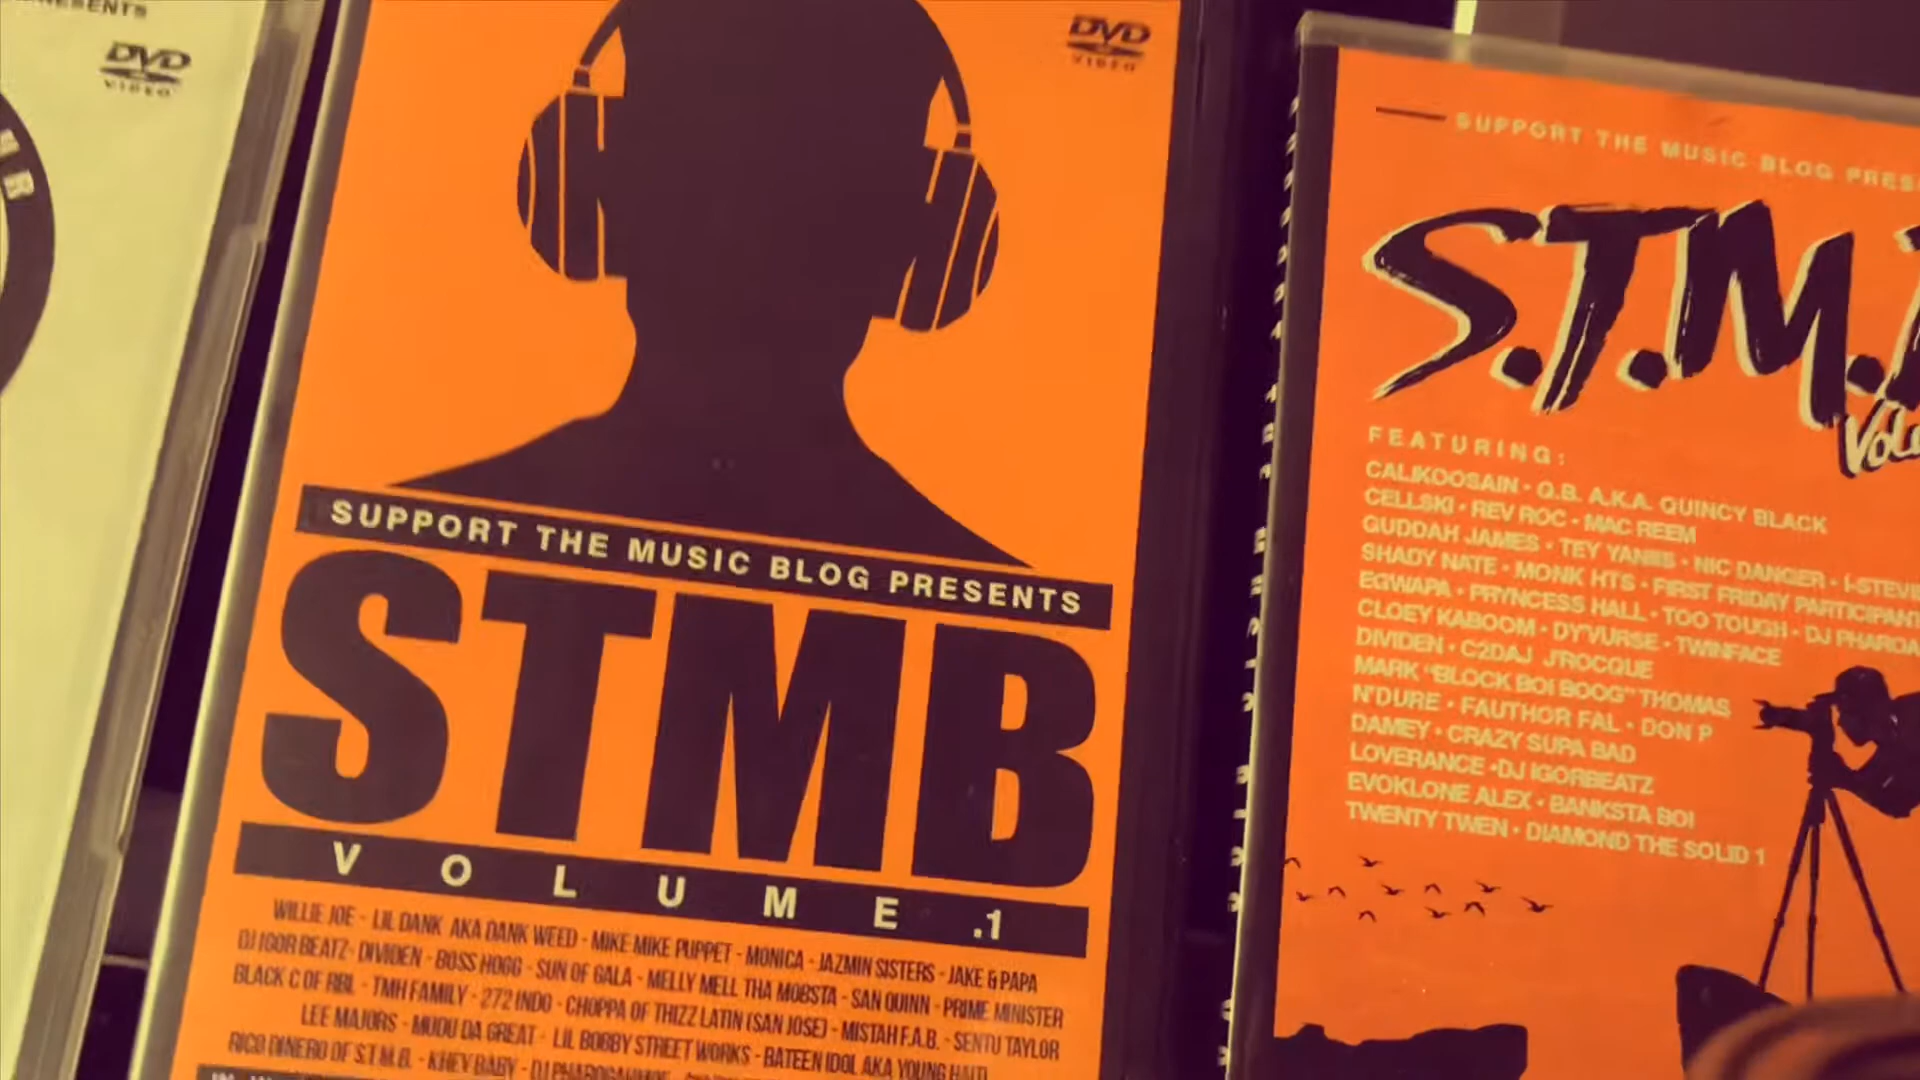 PRESENTS
DVD
VIDEO
DVD
VIDEO
SUPPORT THE MUSIC BLOG PRESENTS
STMB
VOLUME .1
WILLIE JOE - LIL DANK AKA DANK WEED - MIKE MIKE PUPPET - MONICA - JAZMIN SISTERS - JAKE & PAPA
DJ IGOR BEATZ - DIVIDEN - BOSS HOGG - SUN OF GALA - MELLY MELL THA MOBSTA - SAN QUINN - PRIME MINISTER
BLACK C OF RBL - TMH FAMILY - 272 INDO - CHOPPA OF THIZZ LATIN (SAN JOSE) - MISTAH F.A.B. - SENTU TAYLOR
LEE MAJORS - MUDU DA GREAT - LIL BOBBY STREET WORKS - BATEEN IDOL AKA YOUNG HAITI
RICO DINERO OF S.T.M.B. - KHEY BABY -
SUPPORT THE MUSIC BLOG
S.T.M.
FEATURING:
CALIKOOSAIN • Q.B. A.K.A. QUINCY BLACK
CELLSKI • REV ROC • MAC REEM
GUDDAH JAMES • TEY YANEE • NIC DANGER •
SHADY NATE • MONK HTS • FIRST FRIDAY PARTICIPANT
EGWAPA • PRYNCESS HALL • TOO TOUGH • DJ
CLOEY KABOOM • DY'VURSE • TWINFACE
DIVIDEN • C2DAJ J'ROCQUE
MARK "BLOCK BOI BOOG" THOMAS
N'DURE • FAUTHOR FAL • DON P
DAMEY • CRAZY SUPA BAD
LOVERANCE • DJ IGORBEATZ
EVOKLONE ALEX • BANKSTA BOI
TWENTY TWEN • DIAMOND THE SOLID 1